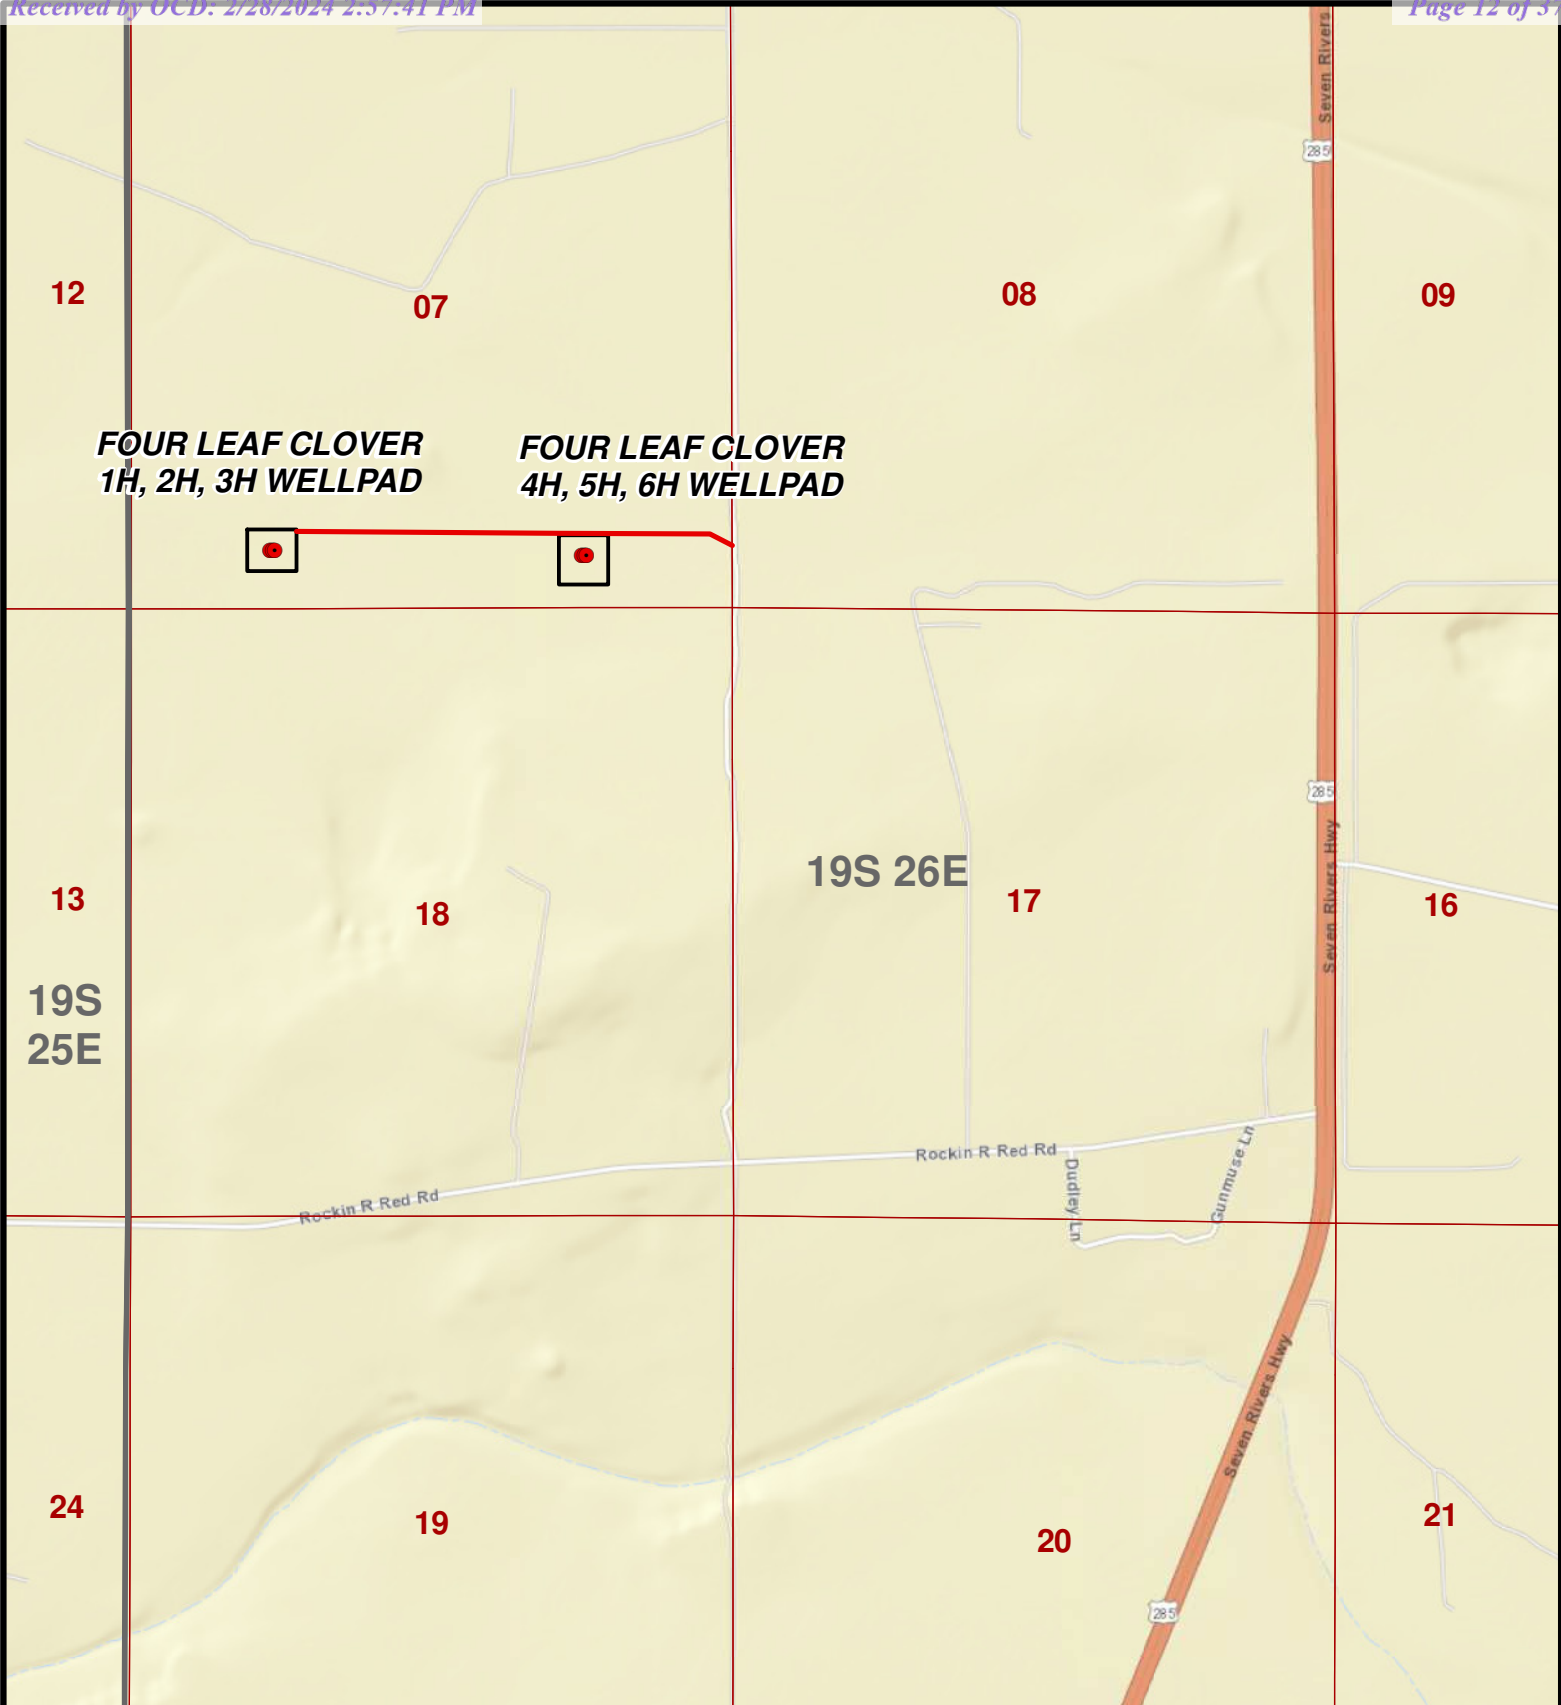 Received by OCD: 2/28/2024 2:57:41 PM
Page 12 of 37
Seven Rivers
285
12
07
08
09
FOUR LEAF CLOVER
1H, 2H, 3H WELLPAD
FOUR LEAF CLOVER
4H, 5H, 6H WELLPAD
285
Seven Rivers Hwy
19S 26E
13
18
17
16
19S
25E
Rockin R Red Rd
Rockin R Red Rd
Dudley Ln
Gunmuse Ln
Seven Rivers Hwy
24
19
20
21
285